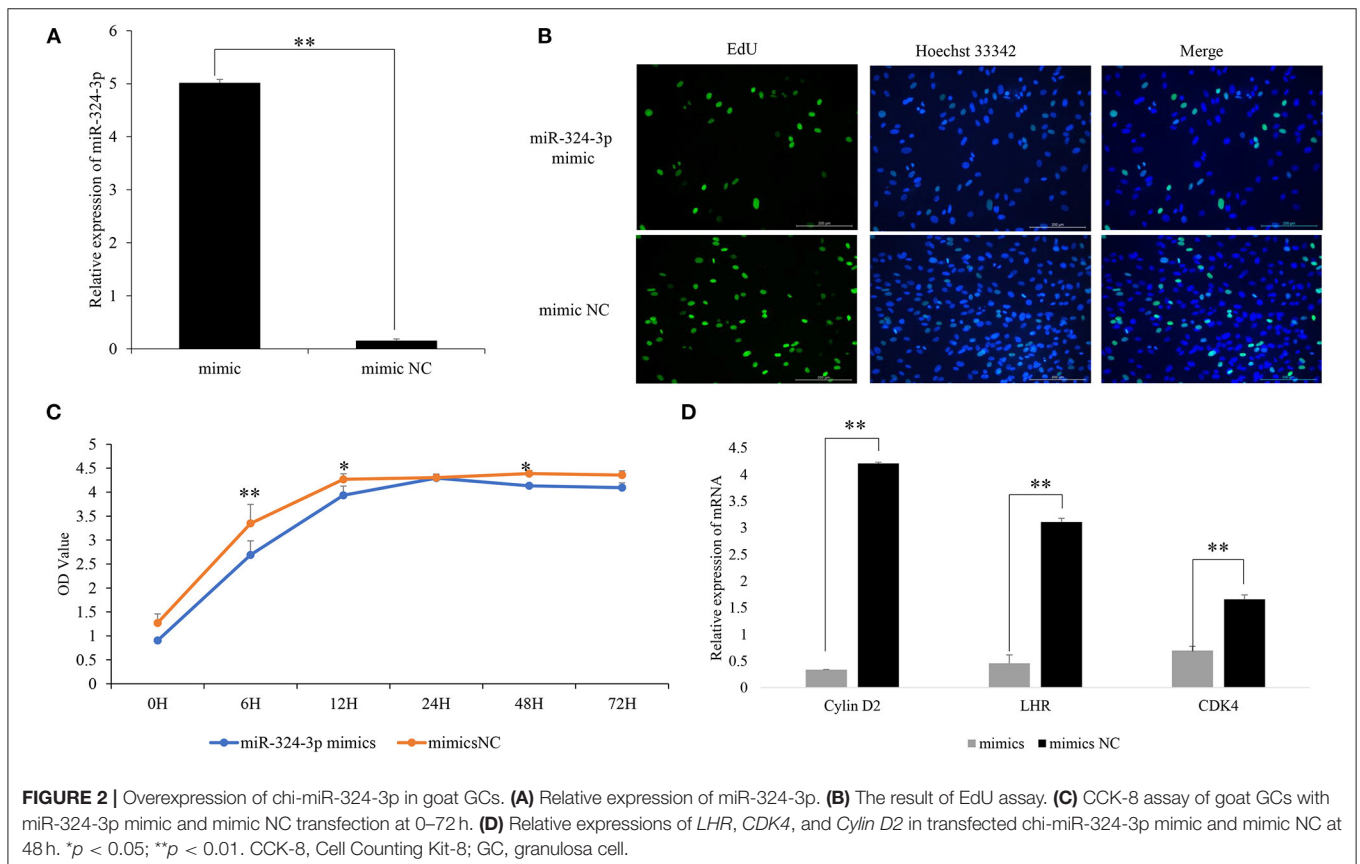 A
Relative expression of miR-324-3p
6
5
4
3
2
1
0
**
mimic
mimic NC
B
EdU
Hoechst 33342
Merge
miR-324-3p
mimic
mimic NC
C
OD Value
5
4.5
4
3.5
3
2.5
2
1.5
1
0.5
0
**
*
*
0H
6H
12H
24H
48H
72H
miR-324-3p mimics
mimicsNC
D
Relative expression of mRNA
4.5
4
3.5
3
2.5
2
1.5
1
0.5
0
**
**
**
Cylin D2
LHR
CDK4
mimics
mimics NC
FIGURE 2 | Overexpression of chi-miR-324-3p in goat GCs. (A) Relative expression of miR-324-3p. (B) The result of EdU assay. (C) CCK-8 assay of goat GCs with
miR-324-3p mimic and mimic NC transfection at 0–72 h. (D) Relative expressions of LHR, CDK4, and Cylin D2 in transfected chi-miR-324-3p mimic and mimic NC at
48 h. *p < 0.05; **p < 0.01. CCK-8, Cell Counting Kit-8; GC, granulosa cell.